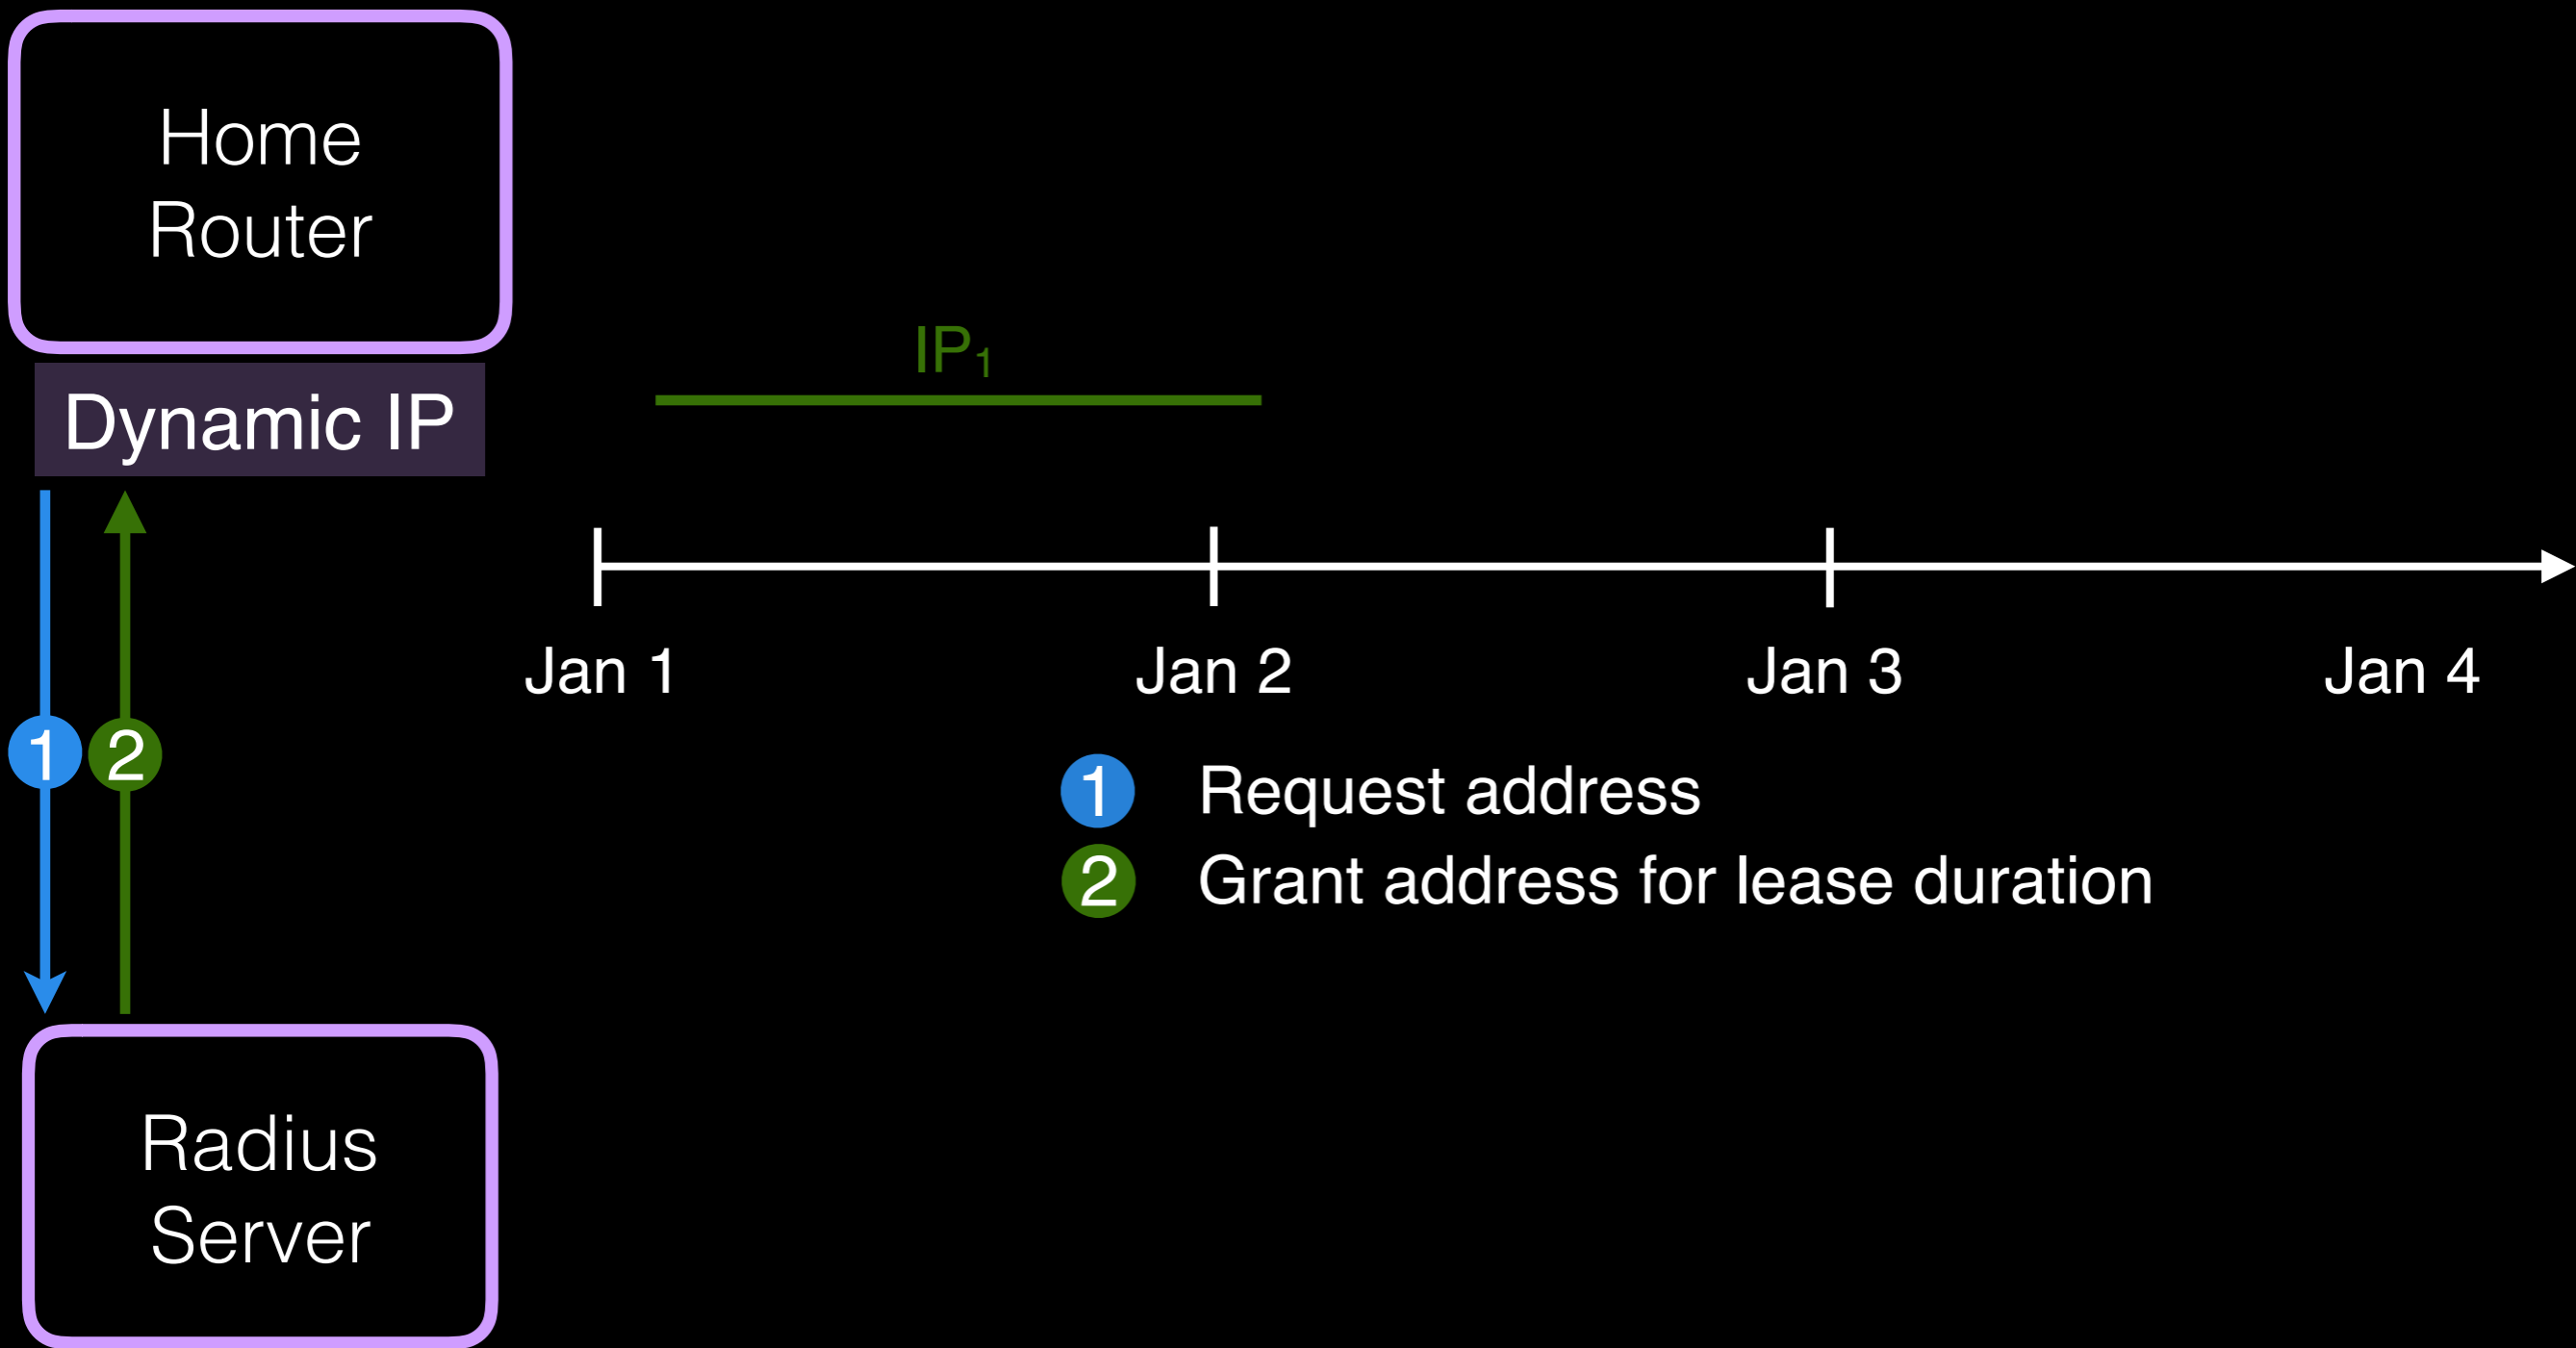 Home
Router
Dynamic IP
IP₁
Jan 1
Jan 2
Jan 3
Jan 4
1
2
1 Request address
2 Grant address for lease duration
Radius
Server